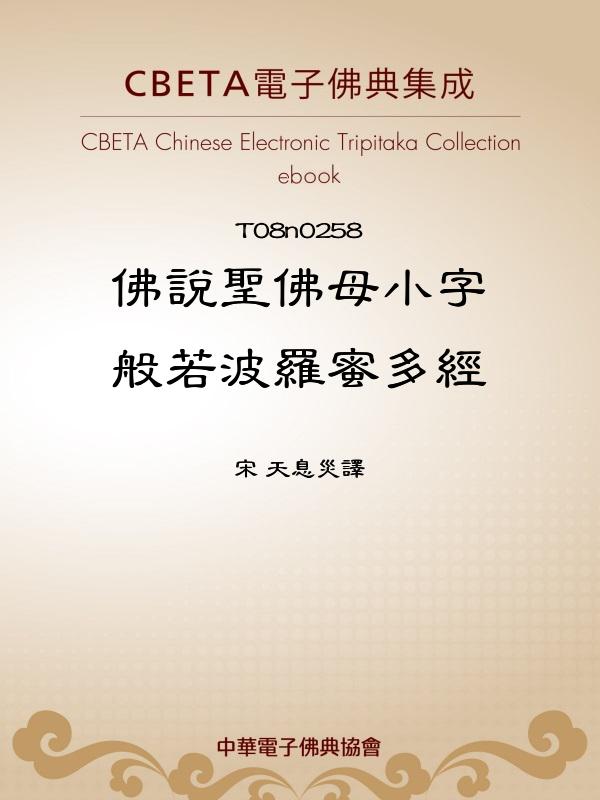 CBETA電子佛典集成
CBETA Chinese Electronic Tripitaka Collection
ebook
T08n0258
佛說聖佛母小字
般若波羅蜜多經
宋 天息災譯
中華電子佛典協會